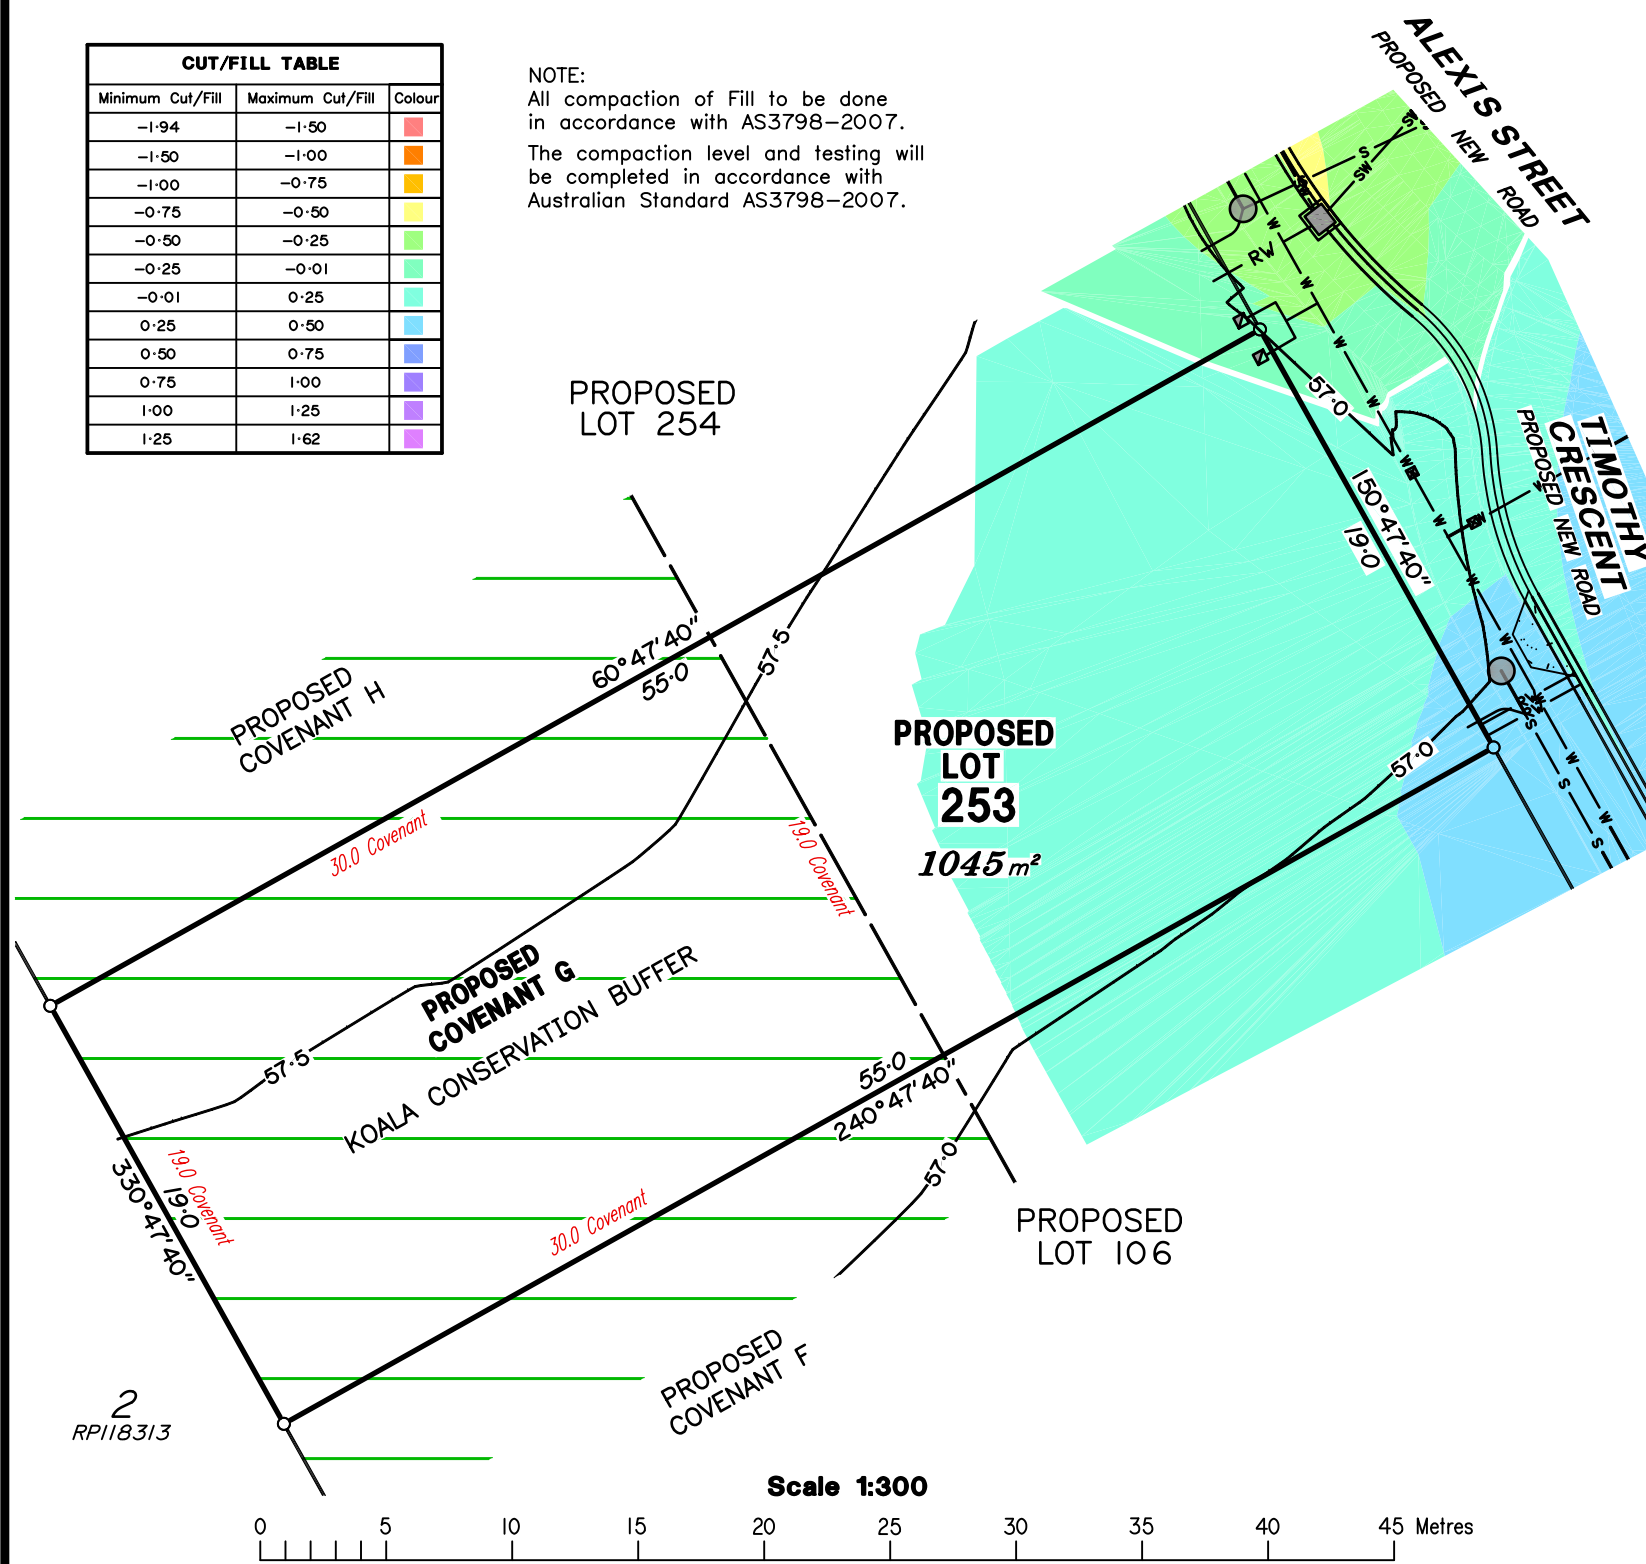 CUT/FILL TABLE
Minimum Cut/Fill Maximum Cut/Fill Colour
-1·94 -1·50
-1·50 -1·00
-1·00 -0·75
-0·75 -0·50
-0·50 -0·25
-0·25 -0·01
-0·01 0·25
0·25 0·50
0·50 0·75
0·75 1·00
1·00 1·25
1·25 1·62
NOTE:
All compaction of Fill to be done
in accordance with AS3798-2007.
The compaction level and testing will
be completed in accordance with
Australian Standard AS3798-2007.
ALEXIS STREET
PROPOSED NEW ROAD
S
SW
S
W
RW
W
W
W
57·0
PROPOSED
LOT 254
TIMOTHY
CRESCENT
PROPOSED NEW ROAD
150°47'40"
19·0
W
W
W
W
60°47'40"
55·0
57·5
PROPOSED
COVENANT H
PROPOSED
LOT
253
1045 m²
57·0
S
W
S
W
W
S
30.0 Covenant
19.0 Covenant
PROPOSED
COVENANT G
KOALA CONSERVATION BUFFER
57·5
55·0
240°47'40"
57·0
19.0 Covenant
19·0
330°47'40"
30.0 Covenant
PROPOSED
LOT 106
PROPOSED
COVENANT F
2
RP118313
Scale 1:300
0 5 10 15 20 25 30 35 40 45 Metres